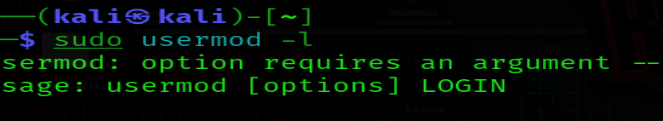 ──(kali㉿kali)-[~]
─$ sudo usermod -l
sermod: option requires an argument --
sage: usermod [options] LOGIN